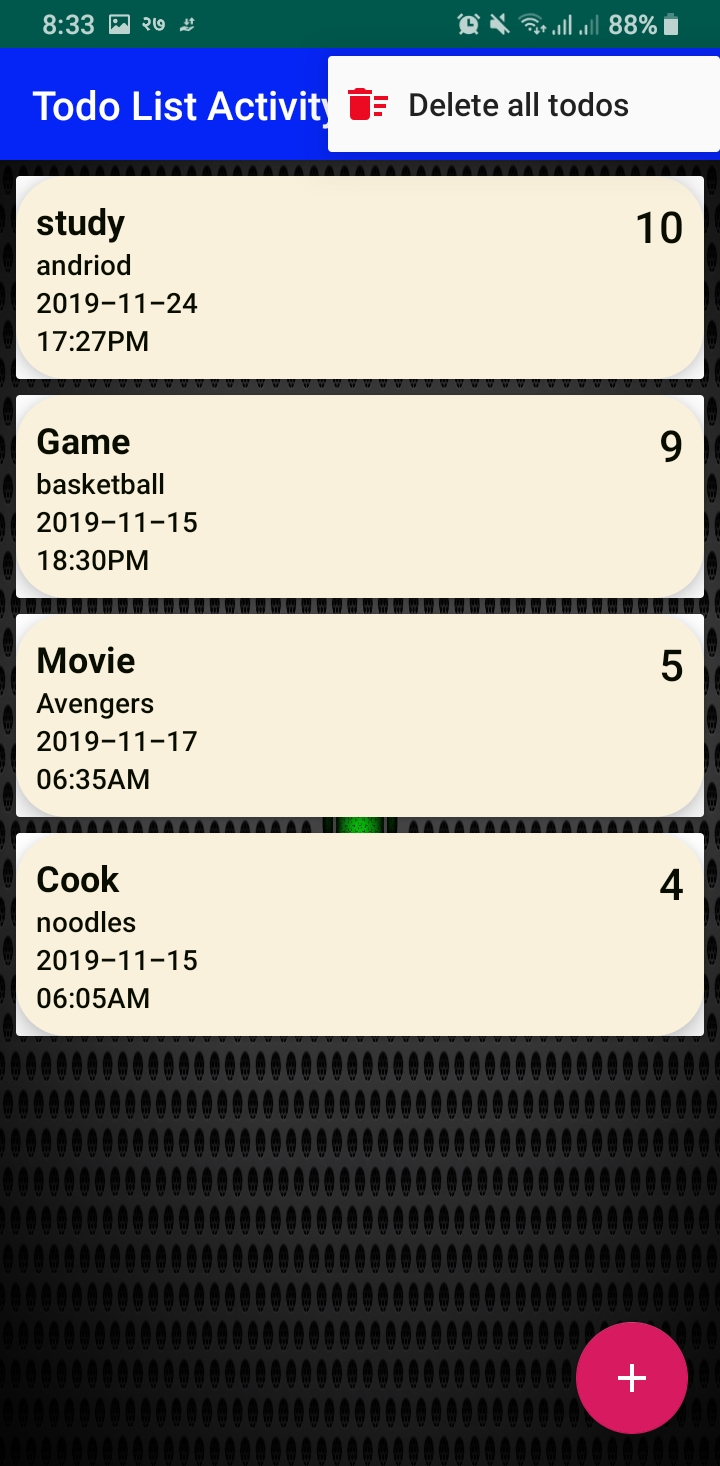 8:33 २७ 88%
Todo List Activity
Delete all todos
study 10
andriod
2019-11-24
17:27PM
Game 9
basketball
2019-11-15
18:30PM
Movie 5
Avengers
2019-11-17
06:35AM
Cook 4
noodles
2019-11-15
06:05AM
+